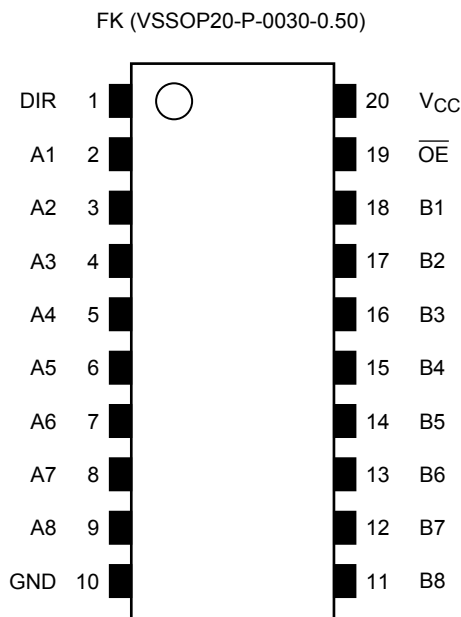 FK (VSSOP20-P-0030-0.50)
DIR 1 20 VCC
A1 2 19 OE
A2 3 18 B1
A3 4 17 B2
A4 5 16 B3
A5 6 15 B4
A6 7 14 B5
A7 8 13 B6
A8 9 12 B7
GND 10 11 B8